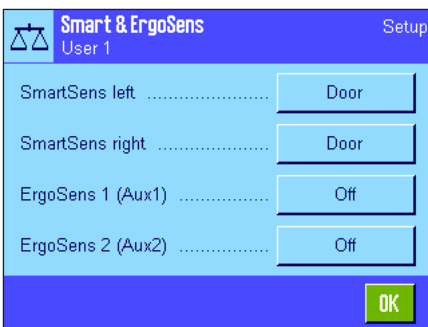 Smart & ErgoSens Setup
User 1
SmartSens left ...................... Door
SmartSens right .................... Door
ErgoSens 1 (Aux1) ................ Off
ErgoSens 2 (Aux2) ................ Off
OK